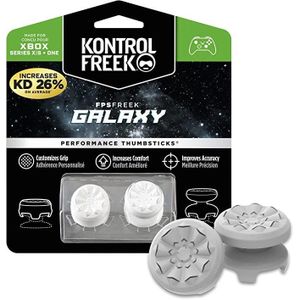 MADE FOR
CONÇU POUR
XBOX
SERIES X|S + ONE
KONTROL
FREEK
INCREASES
KD 26%
ON AVERAGE
FPSFREEK
GALAXY
PERFORMANCE THUMBSTICKS
Customizes Grip
Adhérence Personnalisé
Increases Comfort
Confort Amélioré
Improves Accuracy
Meilleure Précision